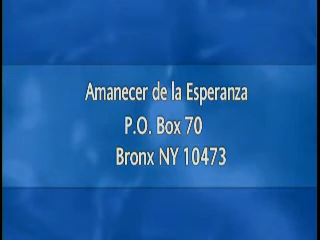 Amanecer de la Esperanza
P.O. Box 70
Bronx NY 10473